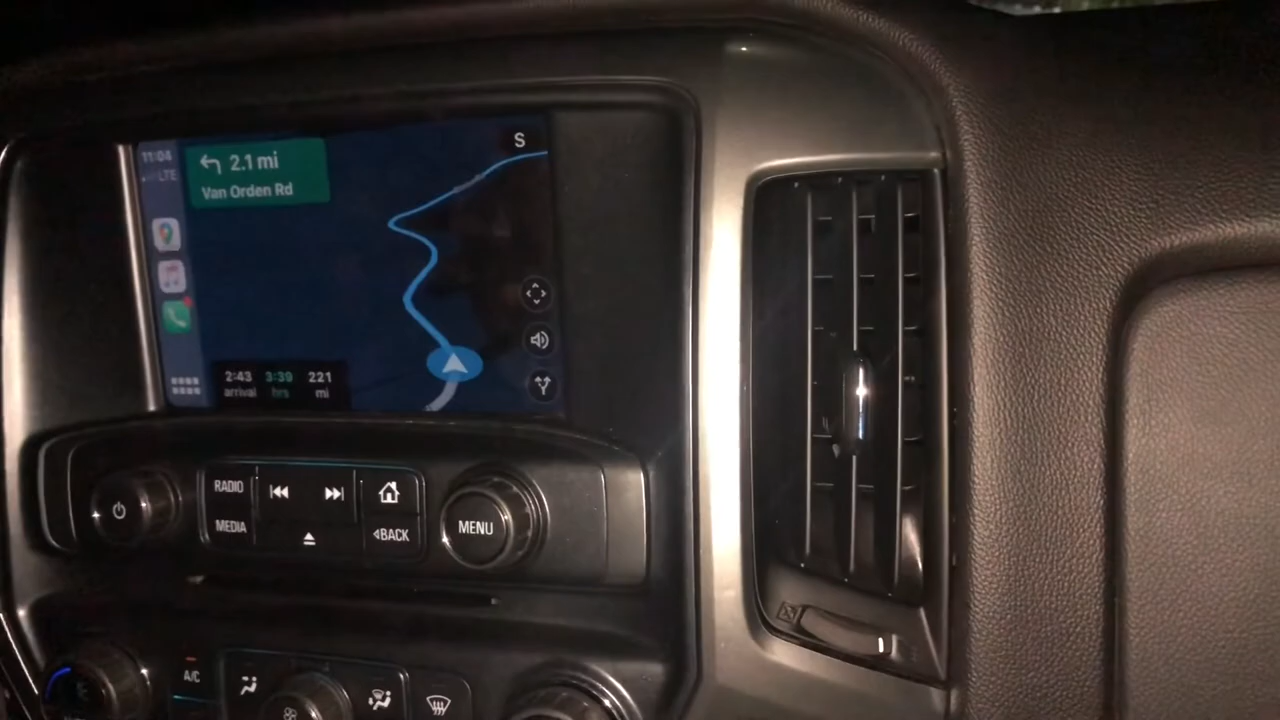 11:04
LTE
2.1 mi
Van Orden Rd
S
2:43 3:39 221
arrival hrs mi
RADIO
MEDIA
BACK
MENU
A/C